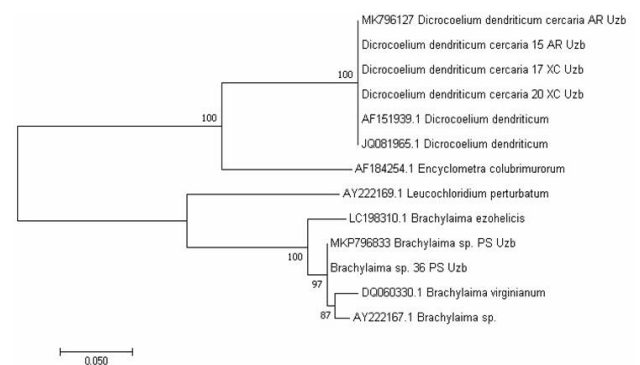 MK796127 Dicrocoelium dendriticum cercaria AR Uzb
Dicrocoelium dendriticum cercaria 15 AR Uzb
Dicrocoelium dendriticum cercaria 17 XC Uzb
100
Dicrocoelium dendriticum cercaria 20 XC Uzb
100
AF151939.1 Dicrocoelium dendriticum
JQ081965.1 Dicrocoelium dendriticum
AF184254.1 Encyclometra colubrimurorum
AY222169.1 Leucochloridium perturbatum
LC198310.1 Brachylaima ezohelicis
MKP796833 Brachylaima sp. PS Uzb
100
Brachylaima sp. 36 PS Uzb
97
DQ060330.1 Brachylaima virginianum
87
AY222167.1 Brachylaima sp.
0.050